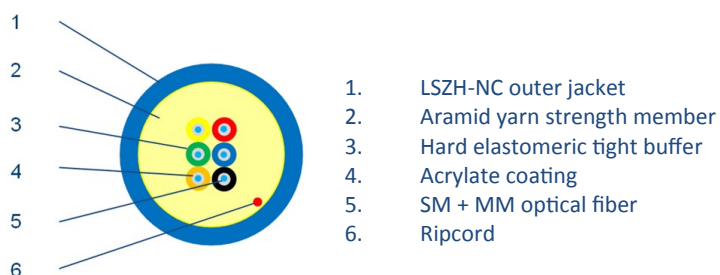 1
2
3
4
5
6
1. LSZH-NC outer jacket
2. Aramid yarn strength member
3. Hard elastomeric tight buffer
4. Acrylate coating
5. SM + MM optical fiber
6. Ripcord